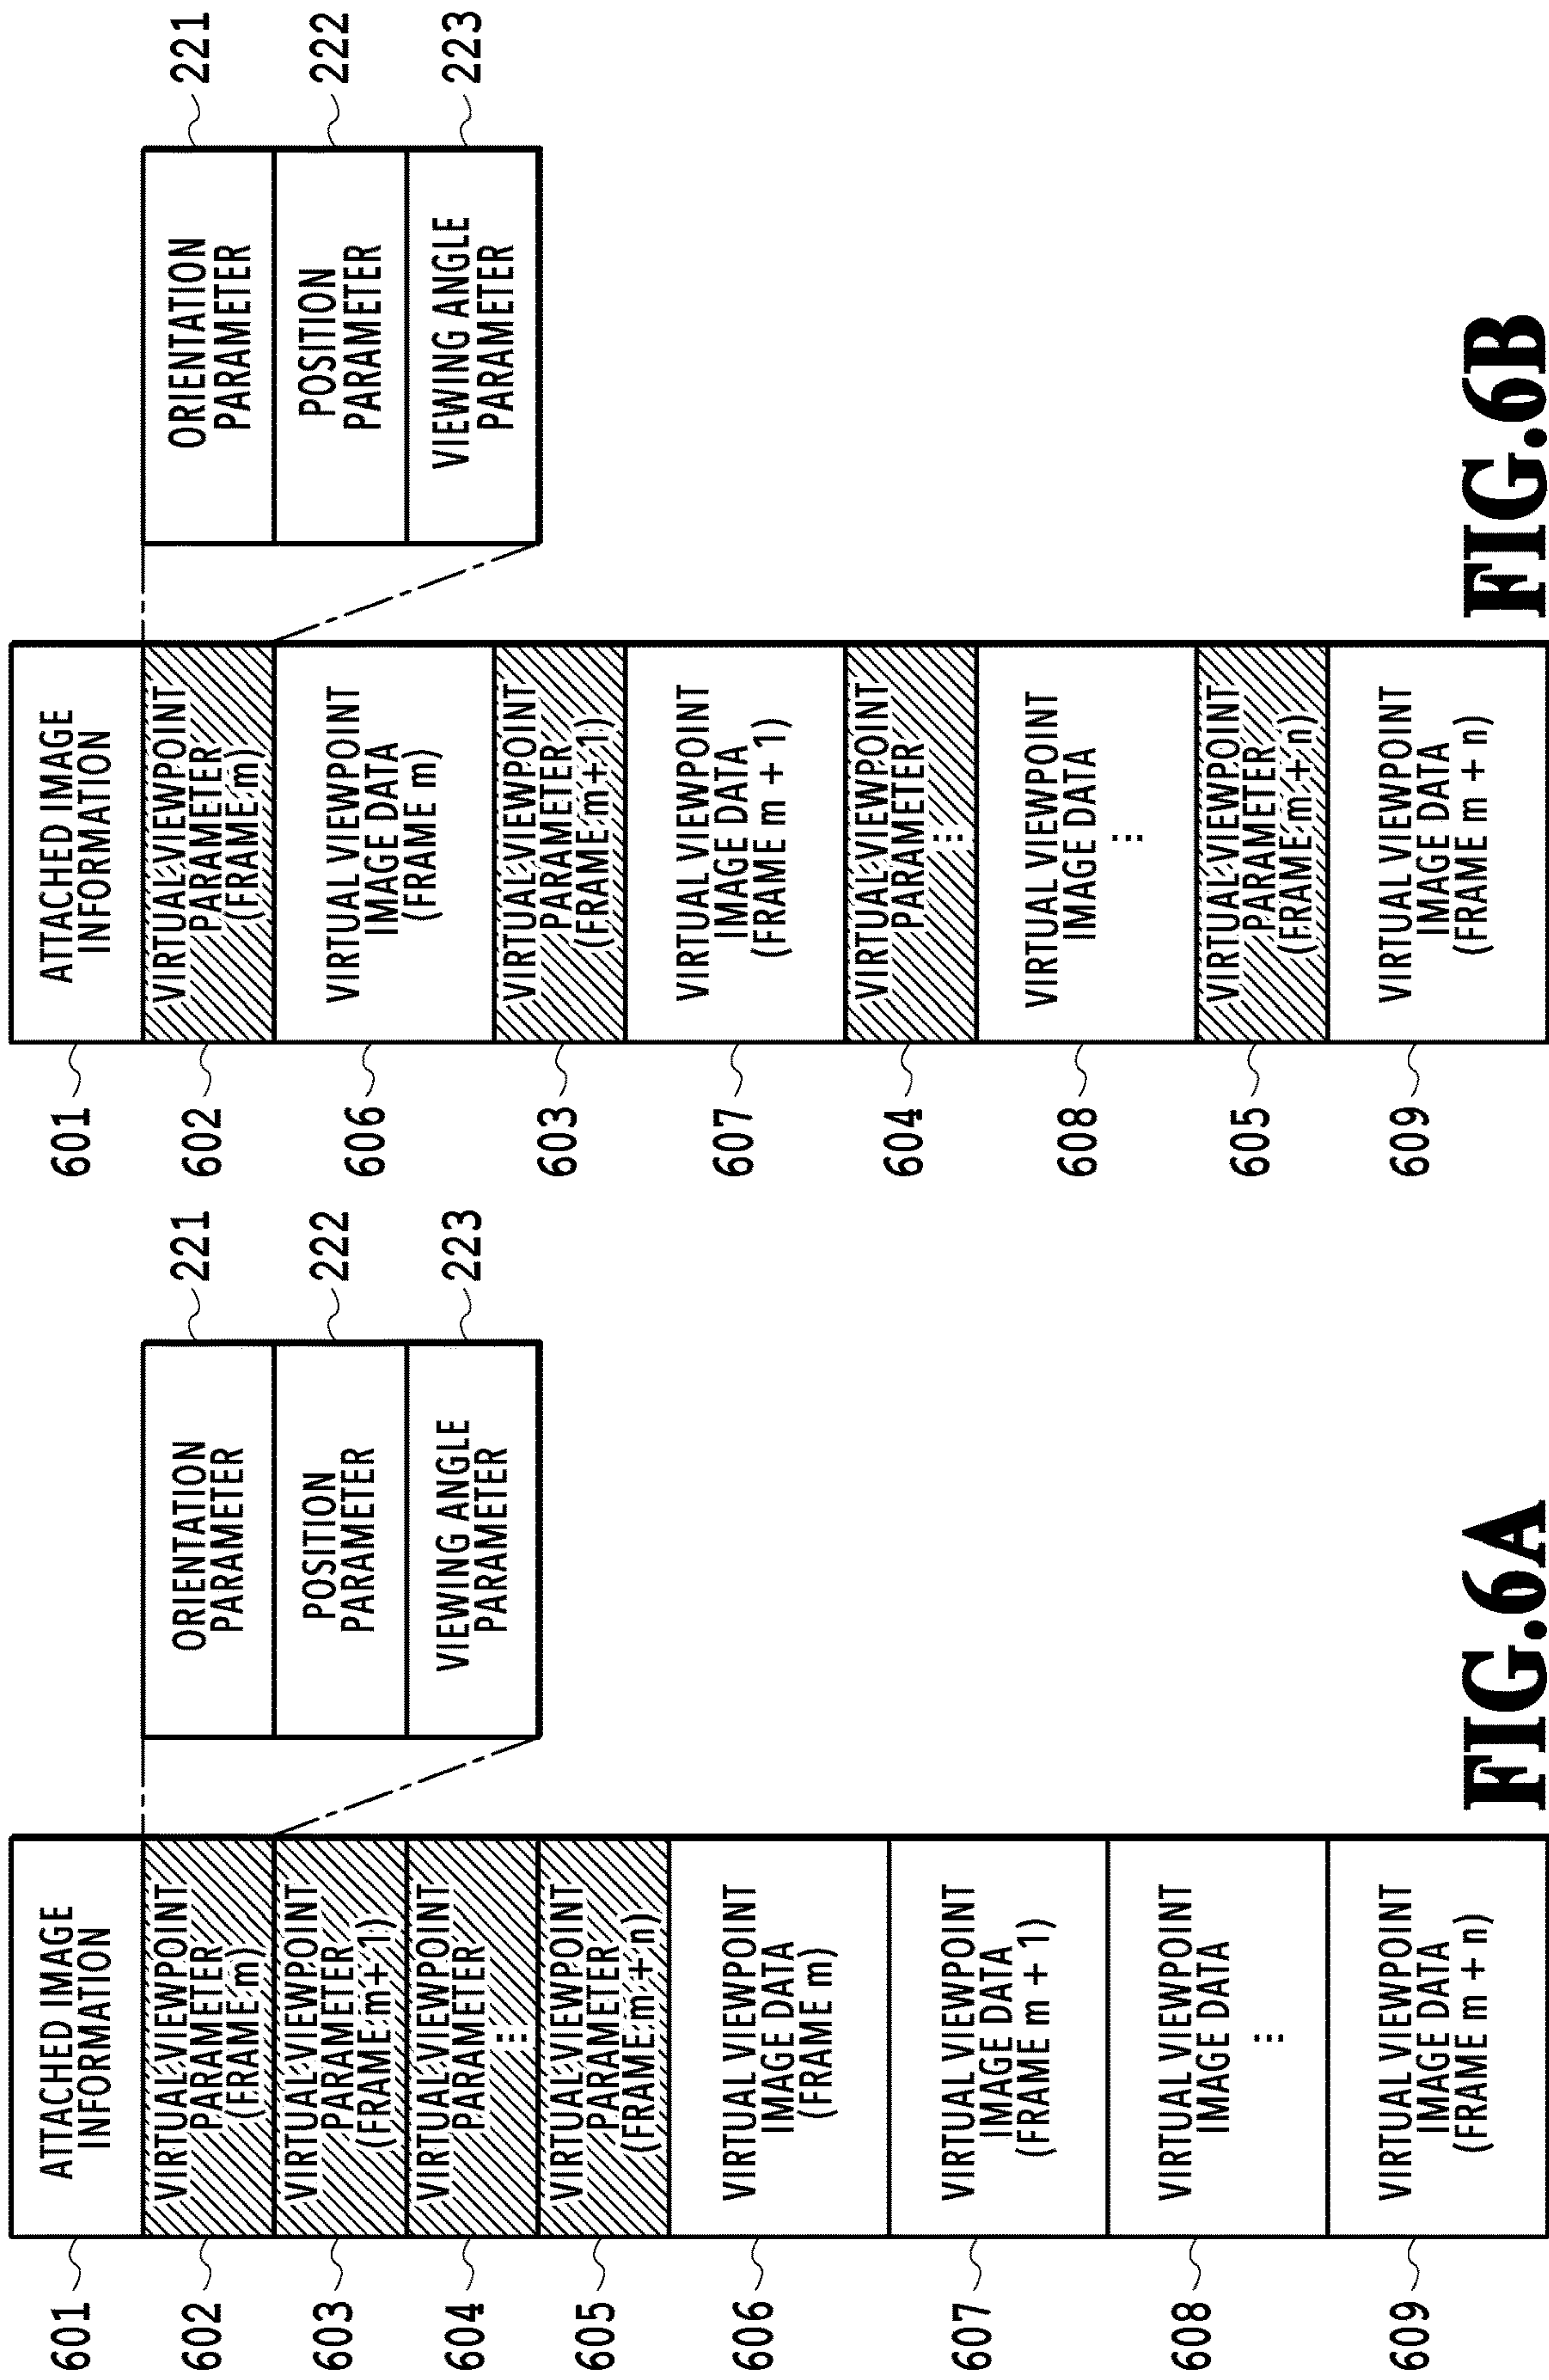 601
ATTACHED IMAGE
INFORMATION
602
VIRTUAL VIEWPOINT
PARAMETER
(FRAME m)
603
VIRTUAL VIEWPOINT
PARAMETER
(FRAME m + 1)
604
VIRTUAL VIEWPOINT
PARAMETER
⋮
605
VIRTUAL VIEWPOINT
PARAMETER
(FRAME m + n)
606
VIRTUAL VIEWPOINT
IMAGE DATA
(FRAME m)
607
VIRTUAL VIEWPOINT
IMAGE DATA
(FRAME m + 1)
608
VIRTUAL VIEWPOINT
IMAGE DATA
⋮
609
VIRTUAL VIEWPOINT
IMAGE DATA
(FRAME m + n)
ORIENTATION
PARAMETER
221
POSITION
PARAMETER
222
VIEWING ANGLE
PARAMETER
223
FIG.6A
601
ATTACHED IMAGE
INFORMATION
602
VIRTUAL VIEWPOINT
PARAMETER
(FRAME m)
606
VIRTUAL VIEWPOINT
IMAGE DATA
(FRAME m)
603
VIRTUAL VIEWPOINT
PARAMETER
(FRAME m + 1)
607
VIRTUAL VIEWPOINT
IMAGE DATA
(FRAME m + 1)
604
VIRTUAL VIEWPOINT
PARAMETER
⋮
608
VIRTUAL VIEWPOINT
IMAGE DATA
⋮
605
VIRTUAL VIEWPOINT
PARAMETER
(FRAME m + n)
609
VIRTUAL VIEWPOINT
IMAGE DATA
(FRAME m + n)
ORIENTATION
PARAMETER
221
POSITION
PARAMETER
222
VIEWING ANGLE
PARAMETER
223
FIG.6B